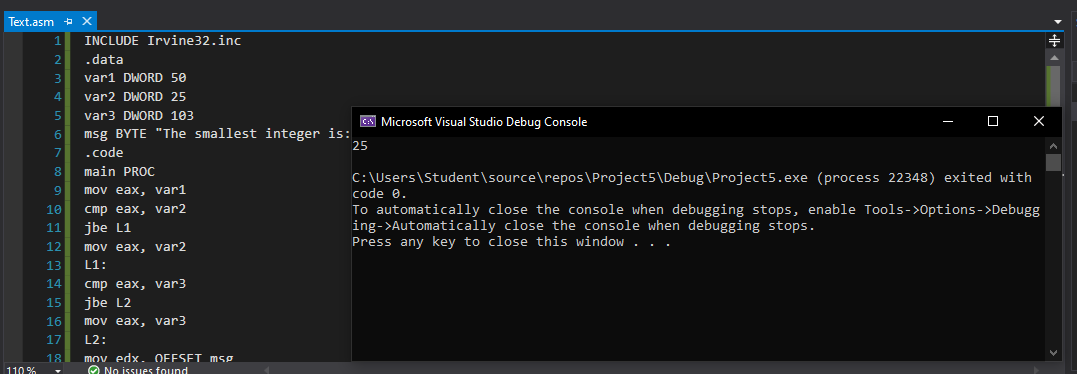 Text.asm
1 INCLUDE Irvine32.inc
2 .data
3 var1 DWORD 50
4 var2 DWORD 25
5 var3 DWORD 103
6 msg BYTE "The smallest integer is:
7 .code
8 main PROC
9 mov eax, var1
10 cmp eax, var2
11 jbe L1
12 mov eax, var2
13 L1:
14 cmp eax, var3
15 jbe L2
16 mov eax, var3
17 L2:
18 mov edx, OFFSET msg
110 %
No issues found
Microsoft Visual Studio Debug Console
25
C:\Users\Student\source\repos\Project5\Debug\Project5.exe (process 22348) exited with
code 0.
To automatically close the console when debugging stops, enable Tools->Options->Debugg
ing->Automatically close the console when debugging stops.
Press any key to close this window . . .